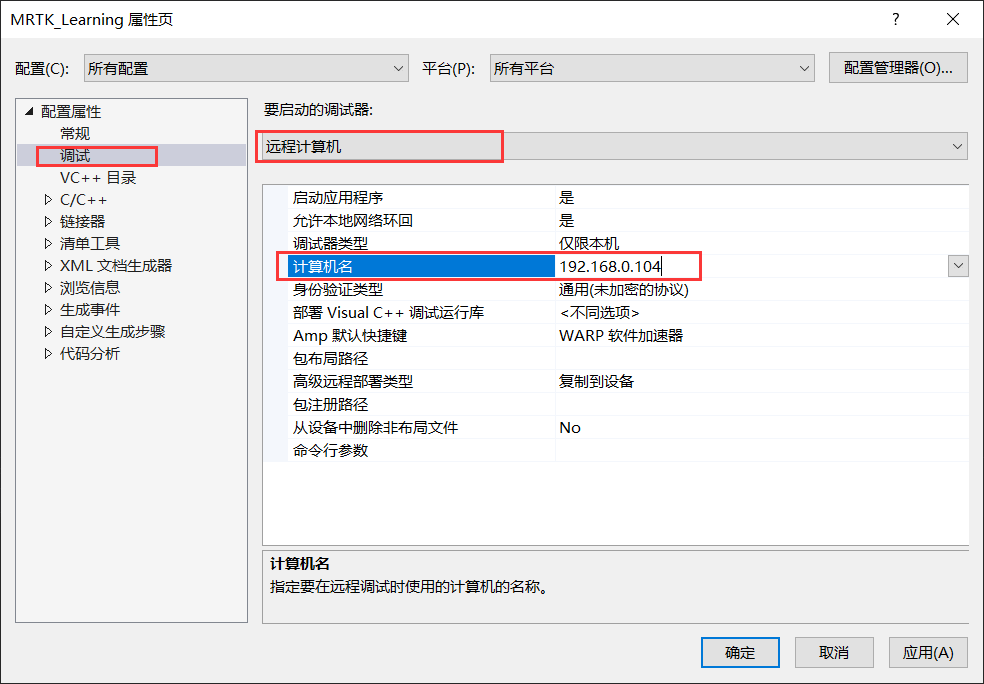 MRTK_Learning 属性页
?
配置(C):
所有配置
平台(P):
所有平台
配置管理器(O)...
配置属性
常规
调试
VC++ 目录
C/C++
链接器
清单工具
XML 文档生成器
浏览信息
生成事件
自定义生成步骤
代码分析
要启动的调试器:
远程计算机
启动应用程序 是
允许本地网络环回 是
调试器类型 仅限本机
计算机名 192.168.0.104
身份验证类型 通用(未加密的协议)
部署 Visual C++ 调试运行库 <不同选项>
Amp 默认快捷键 WARP 软件加速器
包布局路径
高级远程部署类型 复制到设备
包注册路径
从设备中删除非布局文件 No
命令行参数
计算机名
指定要在远程调试时使用的计算机的名称。
确定
取消
应用(A)